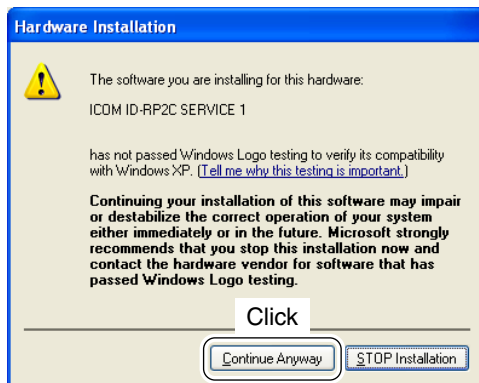 Hardware Installation
The software you are installing for this hardware:
ICOM ID-RP2C SERVICE 1
has not passed Windows Logo testing to verify its compatibility
with Windows XP. (Tell me why this testing is important.)
Continuing your installation of this software may impair
or destabilize the correct operation of your system
either immediately or in the future. Microsoft strongly
recommends that you stop this installation now and
contact the hardware vendor for software that has
passed Windows Logo testing.
Click
Continue Anyway STOP Installation